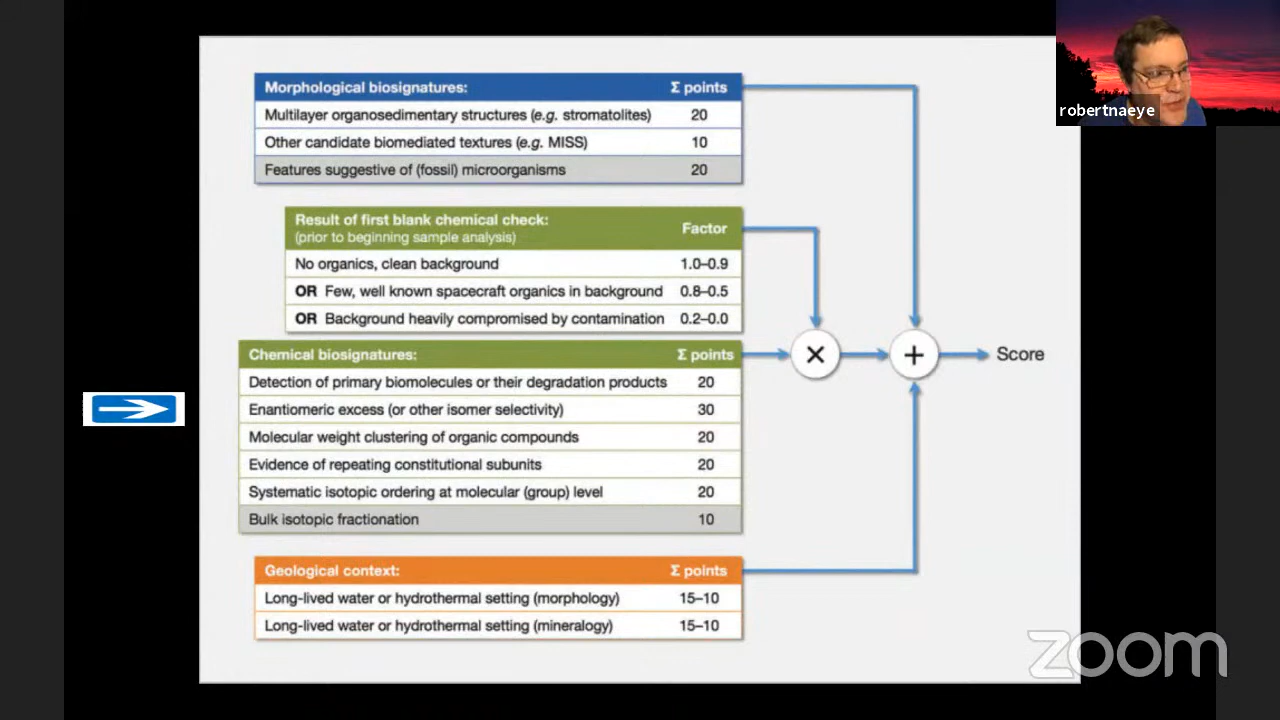 robertnaeye
Morphological biosignatures: Σ points
Multilayer organosedimentary structures (e.g. stromatolites) 20
Other candidate biomediated textures (e.g. MISS) 10
Features suggestive of (fossil) microorganisms 20
Result of first blank chemical check:
(prior to beginning sample analysis) Factor
No organics, clean background 1.0–0.9
OR Few, well known spacecraft organics in background 0.8–0.5
OR Background heavily compromised by contamination 0.2–0.0
Chemical biosignatures: Σ points
Detection of primary biomolecules or their degradation products 20
Enantiomeric excess (or other isomer selectivity) 30
Molecular weight clustering of organic compounds 20
Evidence of repeating constitutional subunits 20
Systematic isotopic ordering at molecular (group) level 20
Bulk isotopic fractionation 10
× + Score
Geological context: Σ points
Long-lived water or hydrothermal setting (morphology) 15–10
Long-lived water or hydrothermal setting (mineralogy) 15–10
zoom